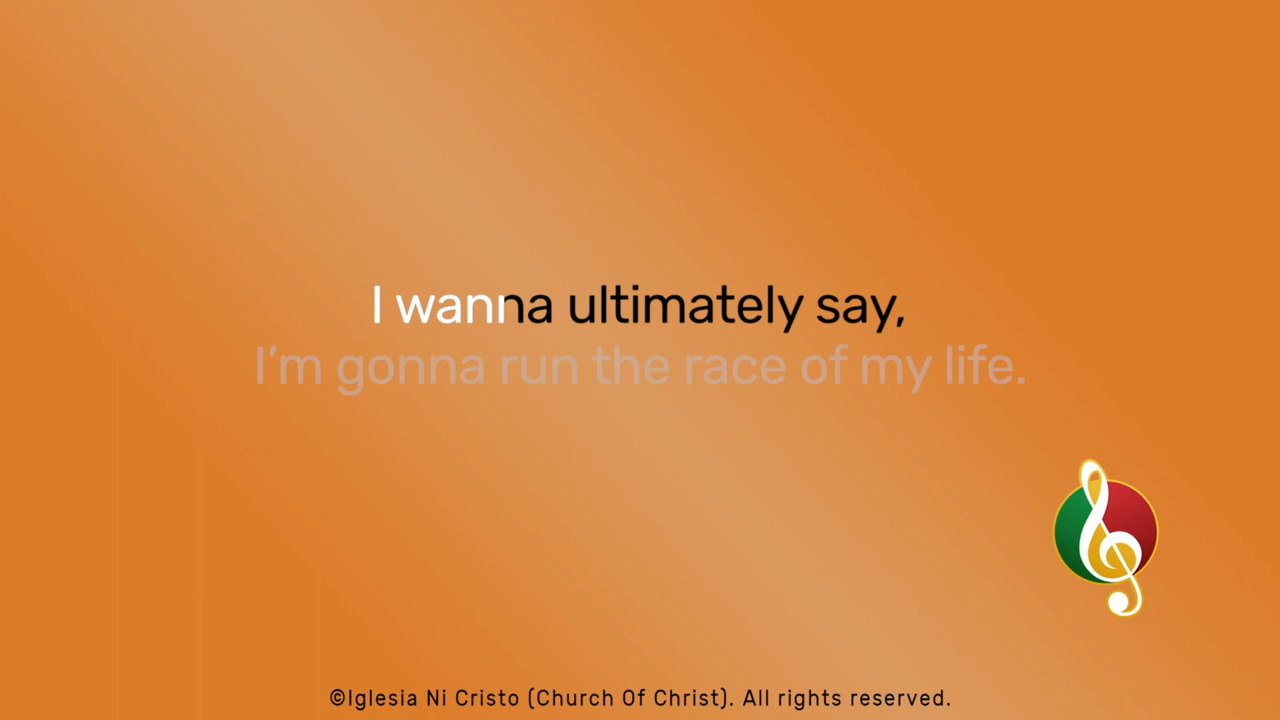 I wanna ultimately say,
I’m gonna run the race of my life.
©Iglesia Ni Cristo (Church Of Christ). All rights reserved.